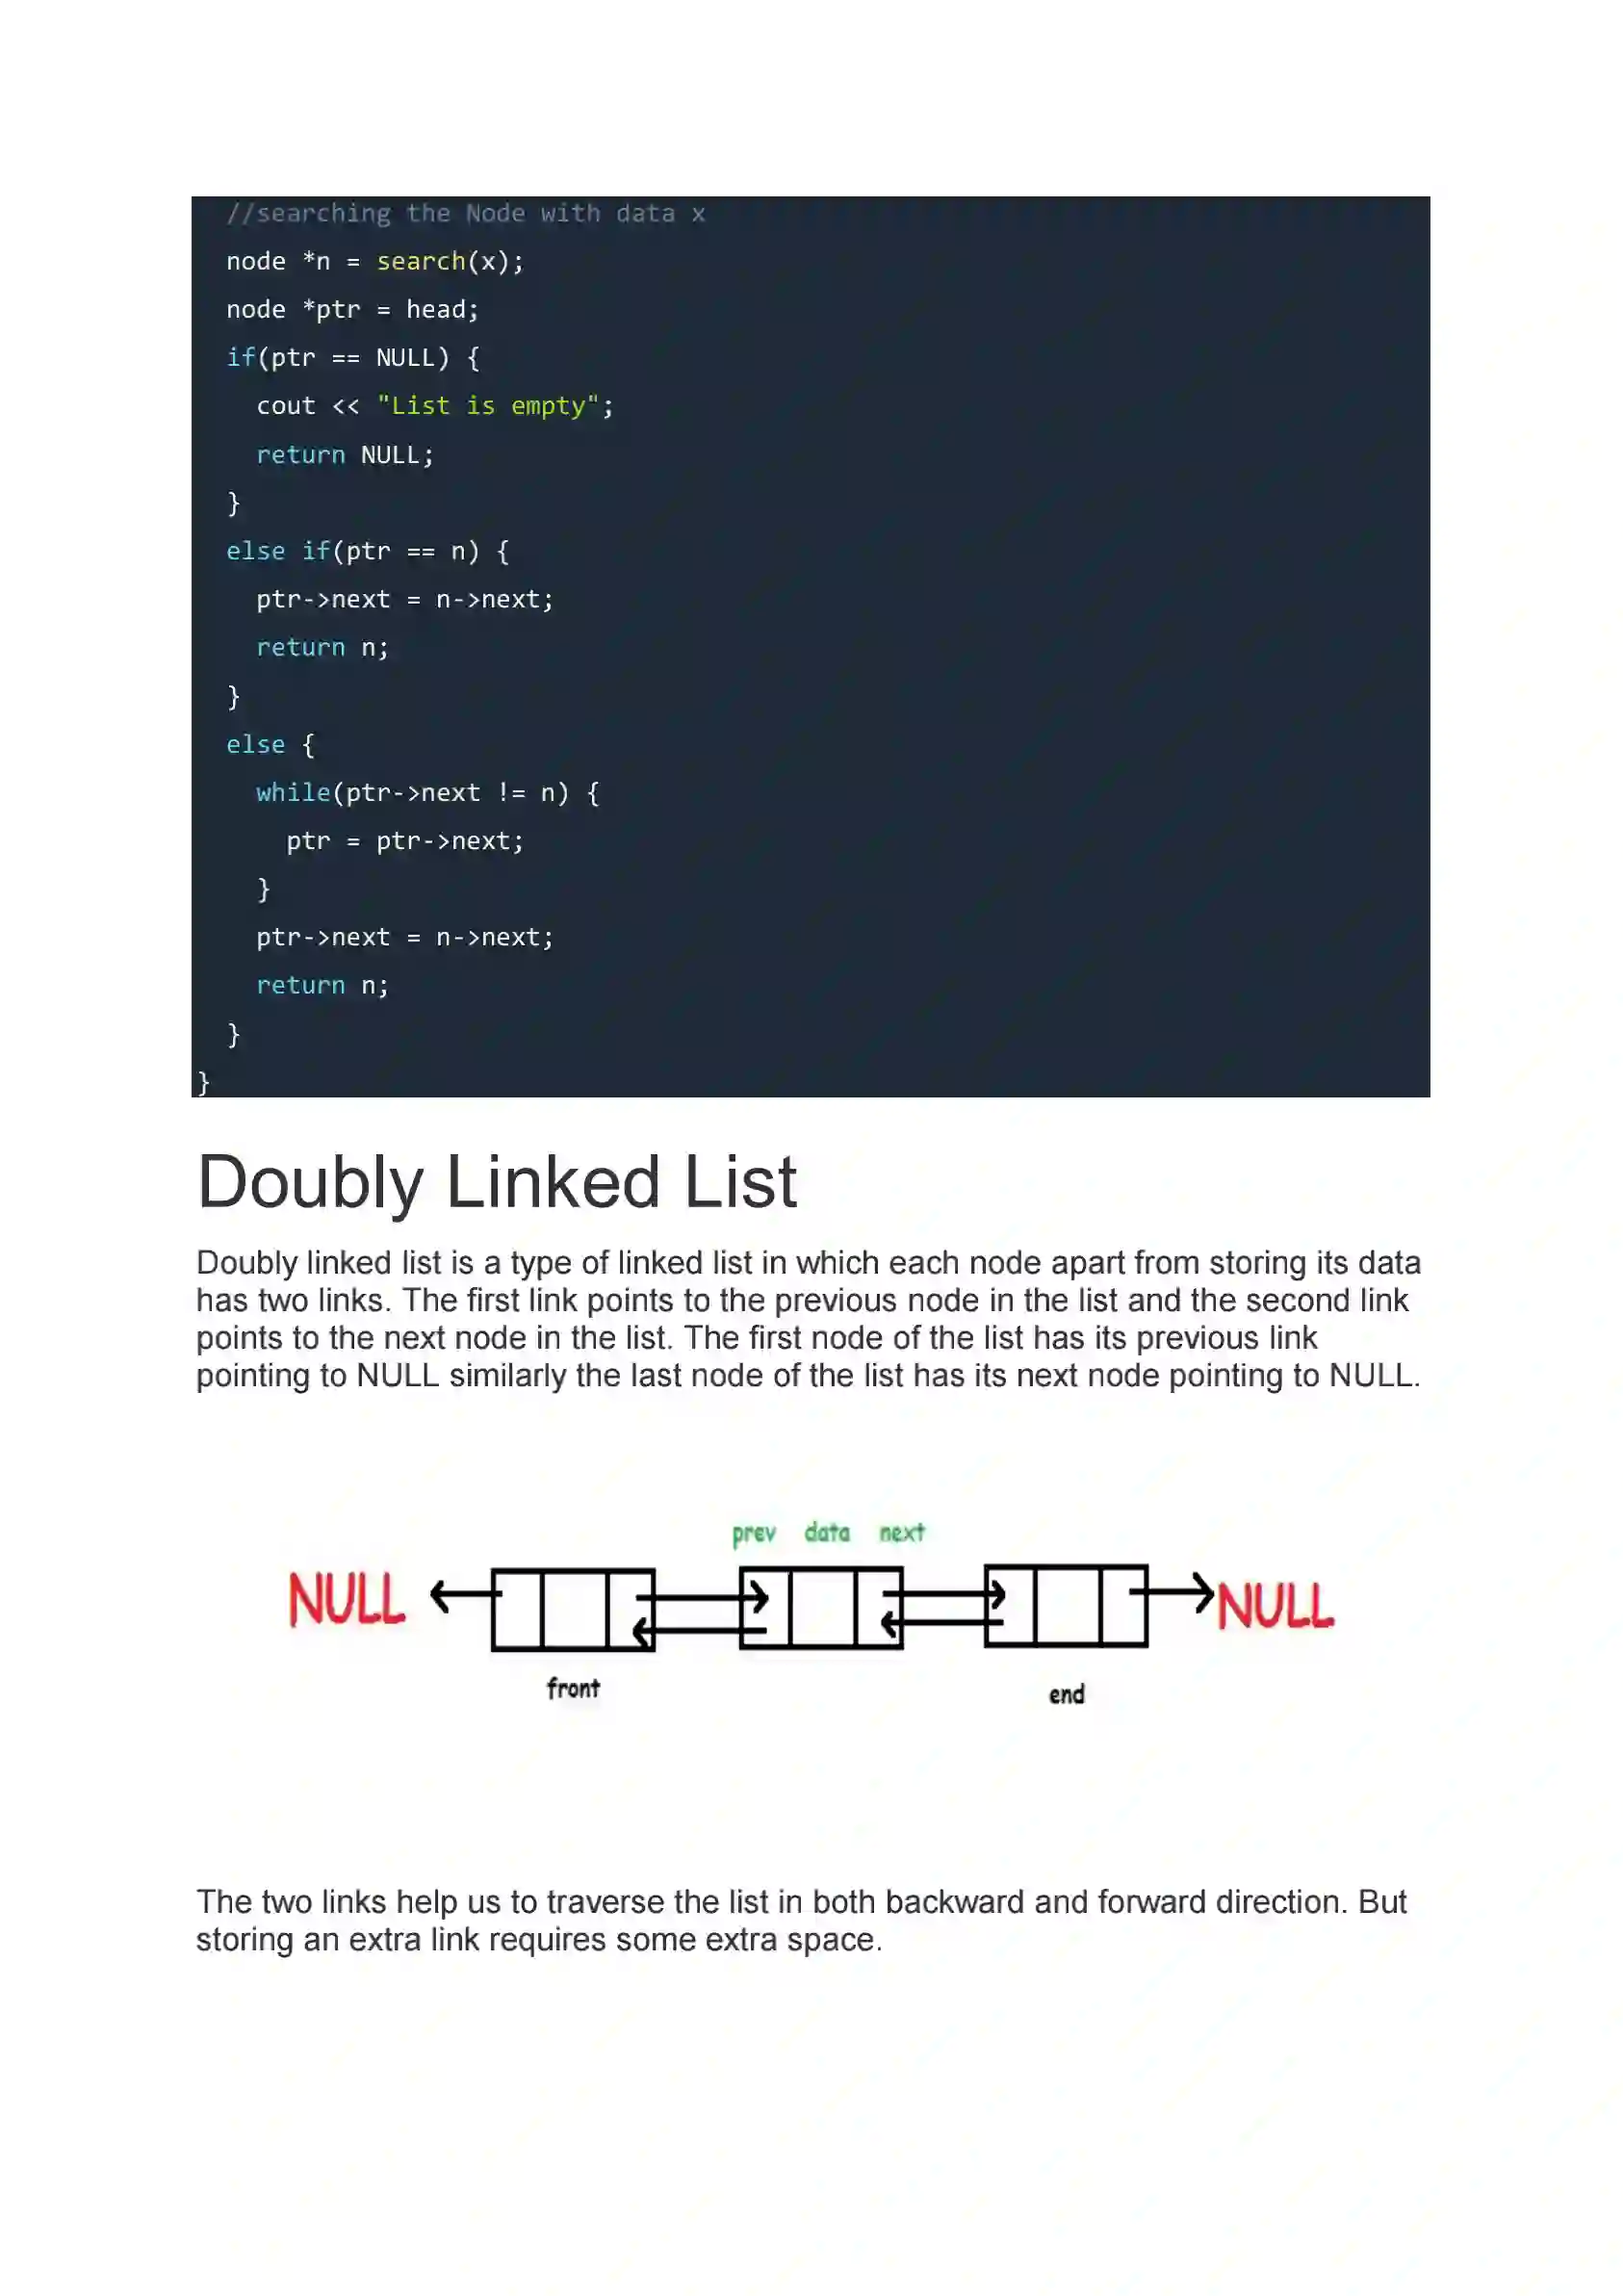 //searching the Node with data x
node *n = search(x);
node *ptr = head;
if(ptr == NULL) {
cout << "List is empty";
return NULL;
}
else if(ptr == n) {
ptr->next = n->next;
return n;
}
else {
while(ptr->next != n) {
ptr = ptr->next;
}
ptr->next = n->next;
return n;
}
}
Doubly Linked List
Doubly linked list is a type of linked list in which each node apart from storing its data
has two links. The first link points to the previous node in the list and the second link
points to the next node in the list. The first node of the list has its previous link
pointing to NULL similarly the last node of the list has its next node pointing to NULL.
prev data next
NULL NULL
front end
The two links help us to traverse the list in both backward and forward direction. But
storing an extra link requires some extra space.